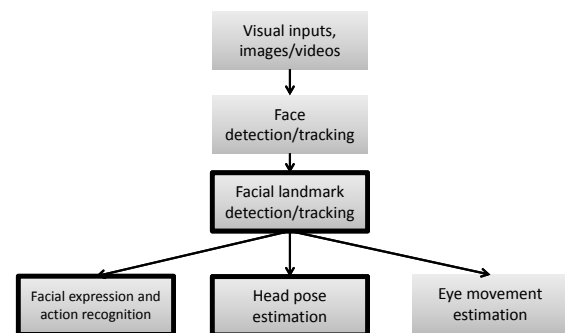 Visual inputs,
images/videos
Face
detection/tracking
Facial landmark
detection/tracking
Facial expression and
action recognition
Head pose
estimation
Eye movement
estimation